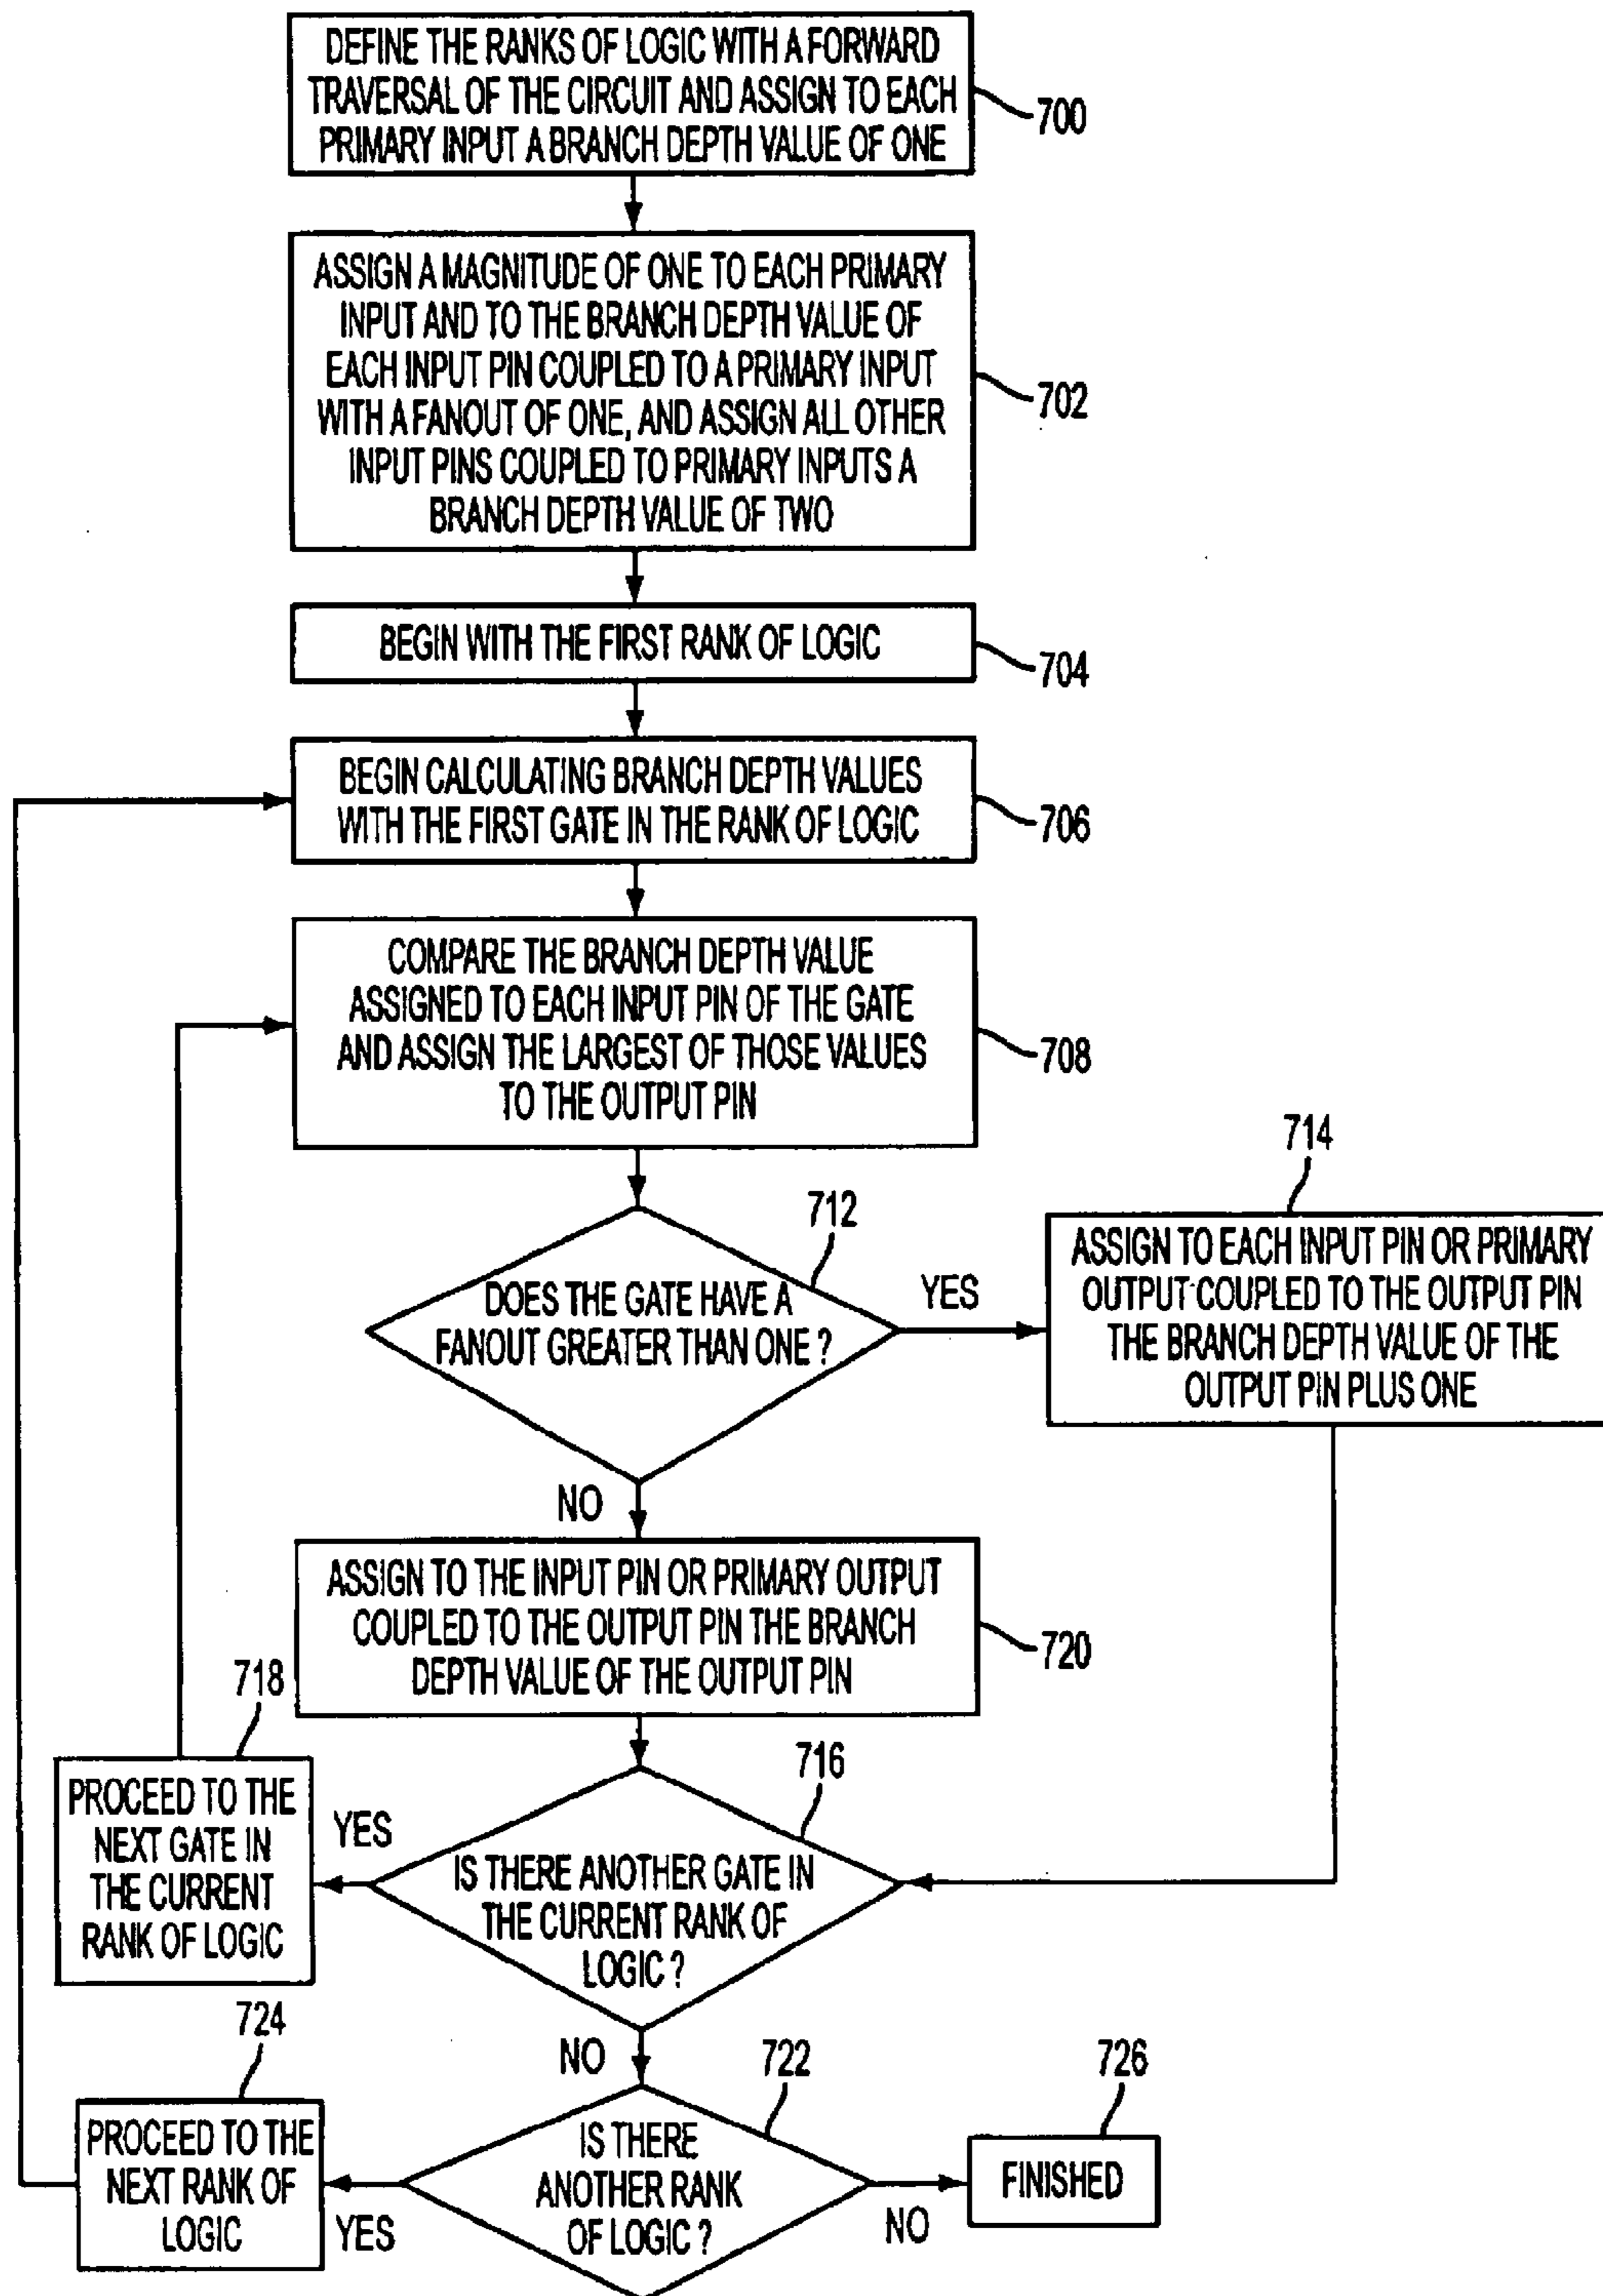 DEFINE THE RANKS OF LOGIC WITH A FORWARD
TRAVERSAL OF THE CIRCUIT AND ASSIGN TO EACH
PRIMARY INPUT A BRANCH DEPTH VALUE OF ONE
700
ASSIGN A MAGNITUDE OF ONE TO EACH PRIMARY
INPUT AND TO THE BRANCH DEPTH VALUE OF
EACH INPUT PIN COUPLED TO A PRIMARY INPUT
WITH A FANOUT OF ONE, AND ASSIGN ALL OTHER
INPUT PINS COUPLED TO PRIMARY INPUTS A
BRANCH DEPTH VALUE OF TWO
702
BEGIN WITH THE FIRST RANK OF LOGIC
704
BEGIN CALCULATING BRANCH DEPTH VALUES
WITH THE FIRST GATE IN THE RANK OF LOGIC
706
COMPARE THE BRANCH DEPTH VALUE
ASSIGNED TO EACH INPUT PIN OF THE GATE
AND ASSIGN THE LARGEST OF THOSE VALUES
TO THE OUTPUT PIN
708
712
DOES THE GATE HAVE A
FANOUT GREATER THAN ONE ?
YES
714
ASSIGN TO EACH INPUT PIN OR PRIMARY
OUTPUT COUPLED TO THE OUTPUT PIN
THE BRANCH DEPTH VALUE OF THE
OUTPUT PIN PLUS ONE
NO
ASSIGN TO THE INPUT PIN OR PRIMARY OUTPUT
COUPLED TO THE OUTPUT PIN THE BRANCH
DEPTH VALUE OF THE OUTPUT PIN
720
716
IS THERE ANOTHER GATE IN
THE CURRENT RANK OF
LOGIC ?
YES
718
PROCEED TO THE
NEXT GATE IN
THE CURRENT
RANK OF LOGIC
NO
722
IS THERE
ANOTHER RANK
OF LOGIC ?
YES
724
PROCEED TO THE
NEXT RANK OF
LOGIC
NO
726
FINISHED